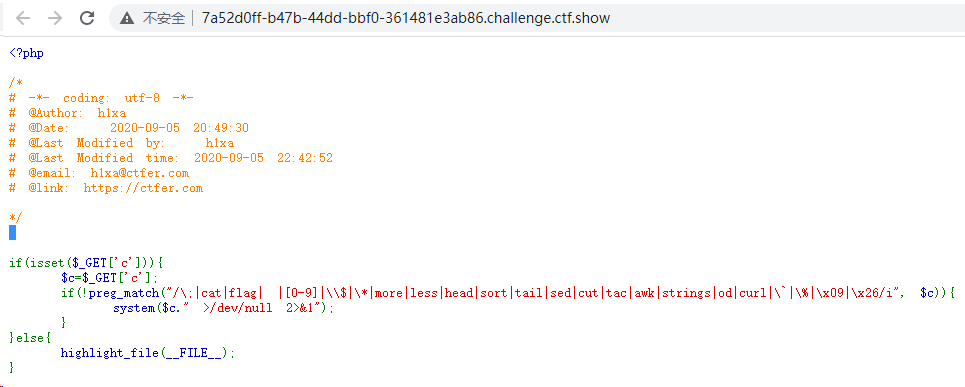 不安全 | 7a52d0ff-b47b-44dd-bbf0-361481e3ab86.challenge.ctf.show
<?php
/*
# -*- coding: utf-8 -*-
# @Author: h1xa
# @Date:   2020-09-05 20:49:30
# @Last Modified by:   h1xa
# @Last Modified time: 2020-09-05 22:42:52
# @email: h1xa@ctfer.com
# @link: https://ctfer.com
*/
if(isset($_GET['c'])){
    $c=$_GET['c'];
    if(!preg_match("/\;|cat|flag| |[0-9]|\\$|\*|more|less|head|sort|tail|sed|cut|tac|awk|strings|od|curl|\`|\%|\x09|\x26/i", $c)){
        system($c." >/dev/null 2>&1");
    }
}else{
    highlight_file(__FILE__);
}